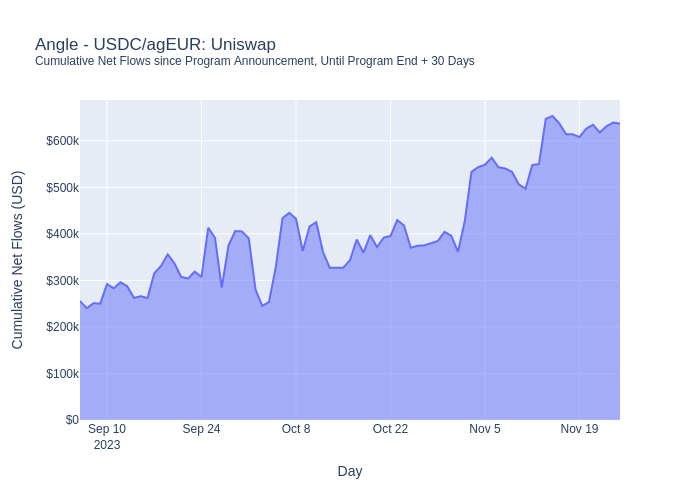 Angle - USDC/agEUR: Uniswap
Cumulative Net Flows since Program Announcement, Until Program End + 30 Days
Cumulative Net Flows (USD)
$600k
$500k
$400k
$300k
$200k
$100k
$0
Sep 10
2023
Sep 24
Oct 8
Oct 22
Nov 5
Nov 19
Day